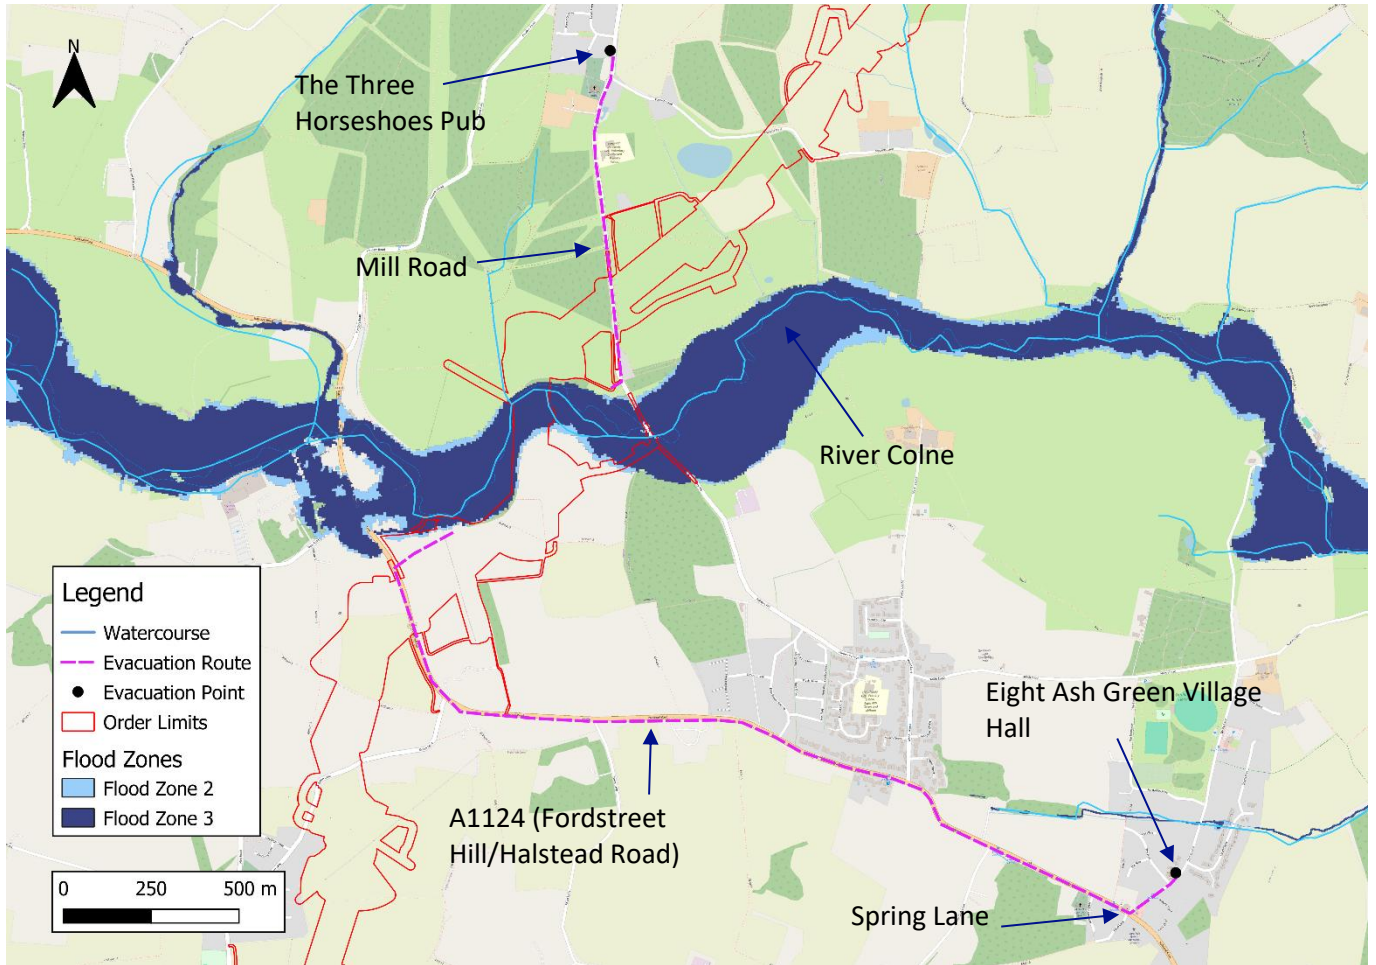 N
The Three
Horseshoes Pub
Mill Road
River Colne
Legend
Watercourse
Evacuation Route
Evacuation Point
Order Limits
Flood Zones
Flood Zone 2
Flood Zone 3
0 250 500 m
A1124 (Fordstreet
Hill/Halstead Road)
Eight Ash Green Village
Hall
Spring Lane